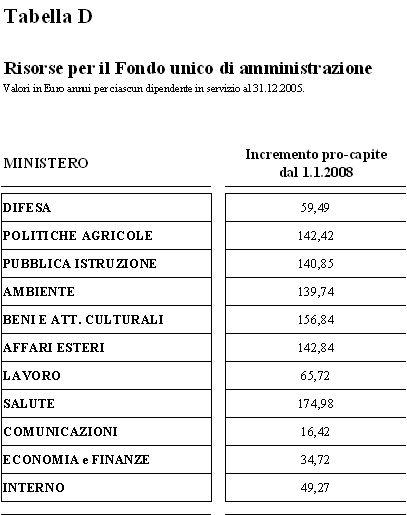 Tabella D
Risorse per il Fondo unico di amministrazione
Valori in Euro annui per ciascun dipendente in servizio al 31.12.2005.
MINISTERO Incremento pro-capite
dal 1.1.2008
DIFESA 59,49
POLITICHE AGRICOLE 142,42
PUBBLICA ISTRUZIONE 140,85
AMBIENTE 139,74
BENI E ATT. CULTURALI 156,84
AFFARI ESTERI 142,84
LAVORO 65,72
SALUTE 174,98
COMUNICAZIONI 16,42
ECONOMIA e FINANZE 34,72
INTERNO 49,27